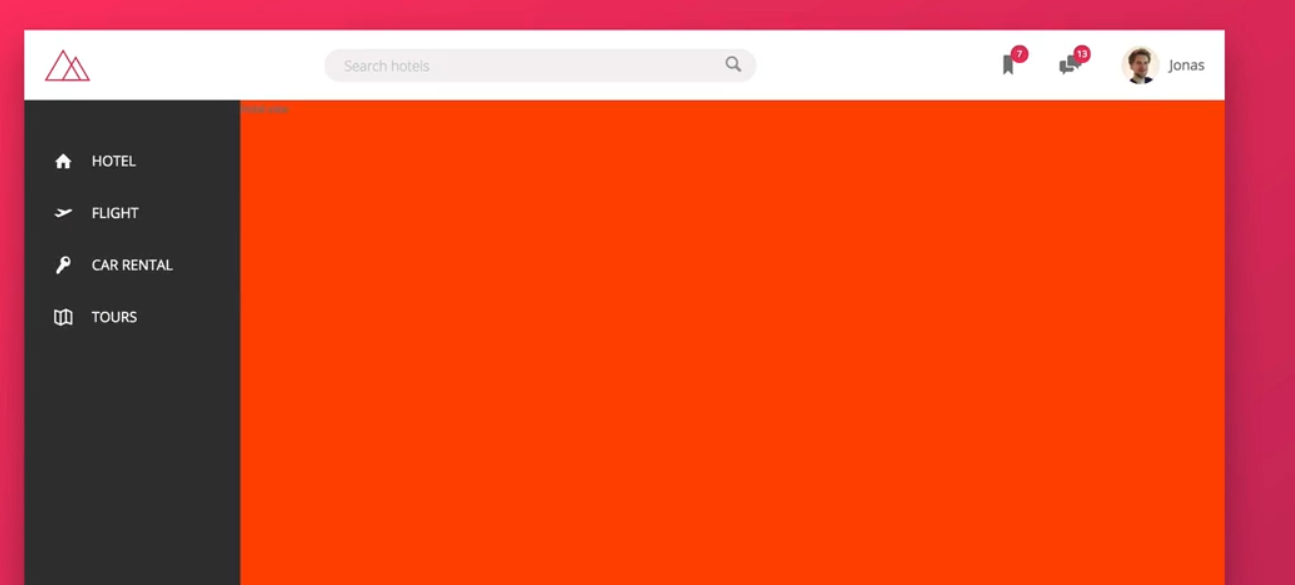 Search hotels
7
13
Jonas
HOTEL
FLIGHT
CAR RENTAL
TOURS